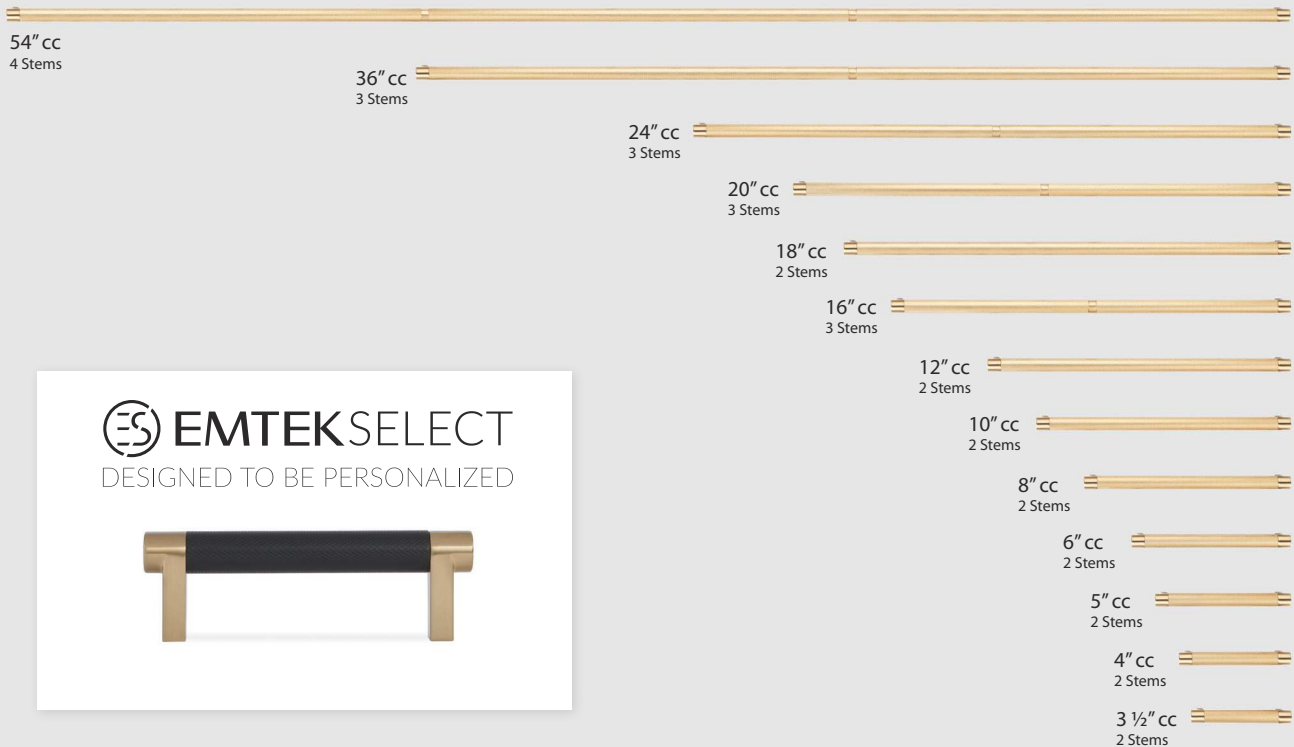 54” cc
4 Stems
36” cc
3 Stems
24” cc
3 Stems
20” cc
3 Stems
18” cc
2 Stems
16” cc
3 Stems
12” cc
2 Stems
10” cc
2 Stems
8” cc
2 Stems
6” cc
2 Stems
5” cc
2 Stems
4” cc
2 Stems
3 ½” cc
2 Stems
ES EMTEK SELECT
DESIGNED TO BE PERSONALIZED